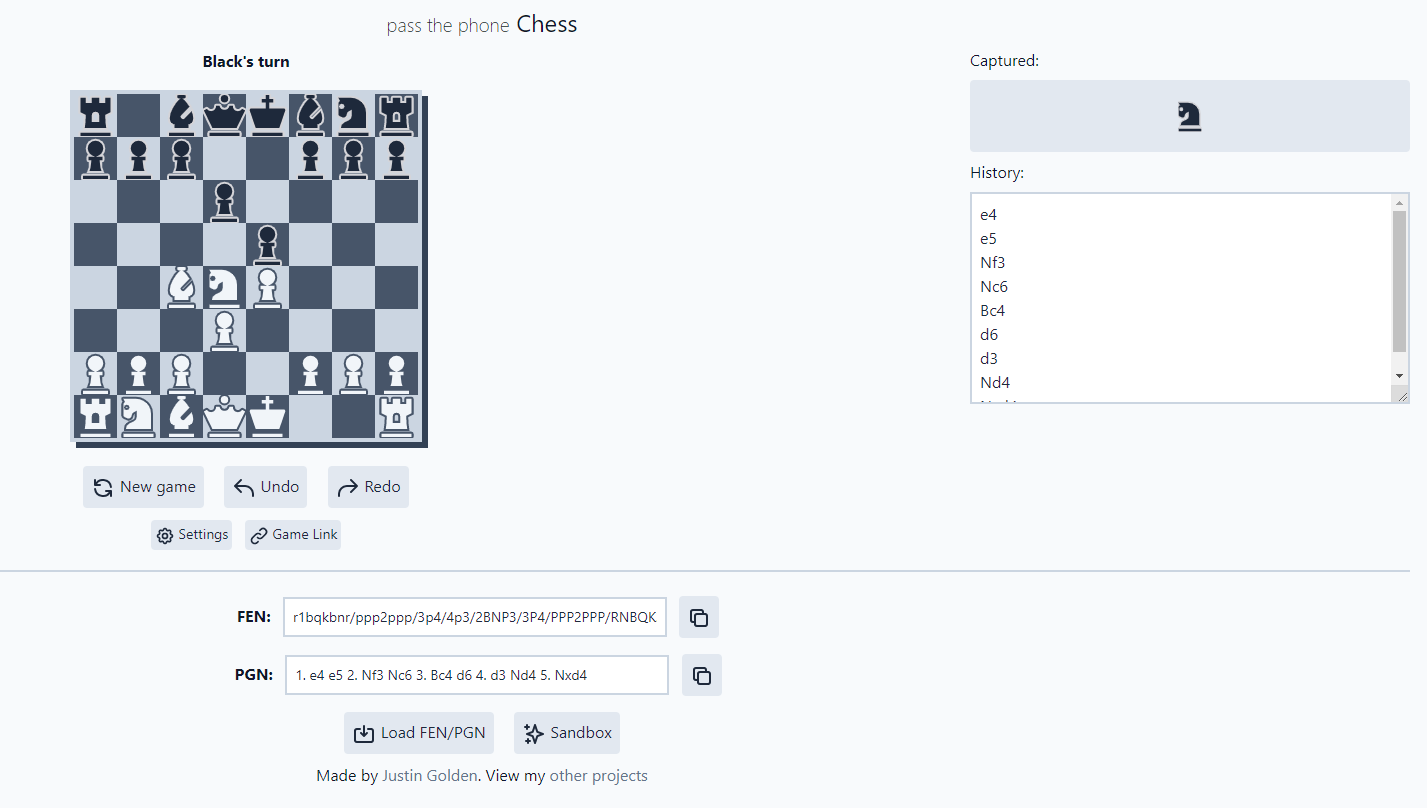 pass the phone Chess
Black's turn
Captured:
History:
e4
e5
Nf3
Nc6
Bc4
d6
d3
Nd4
New game
Undo
Redo
Settings
Game Link
FEN:
r1bqkbnr/ppp2ppp/3p4/4p3/2BNP3/3P4/PPP2PPP/RNBQK
PGN:
1. e4 e5 2. Nf3 Nc6 3. Bc4 d6 4. d3 Nd4 5. Nxd4
Load FEN/PGN
Sandbox
Made by Justin Golden. View my other projects